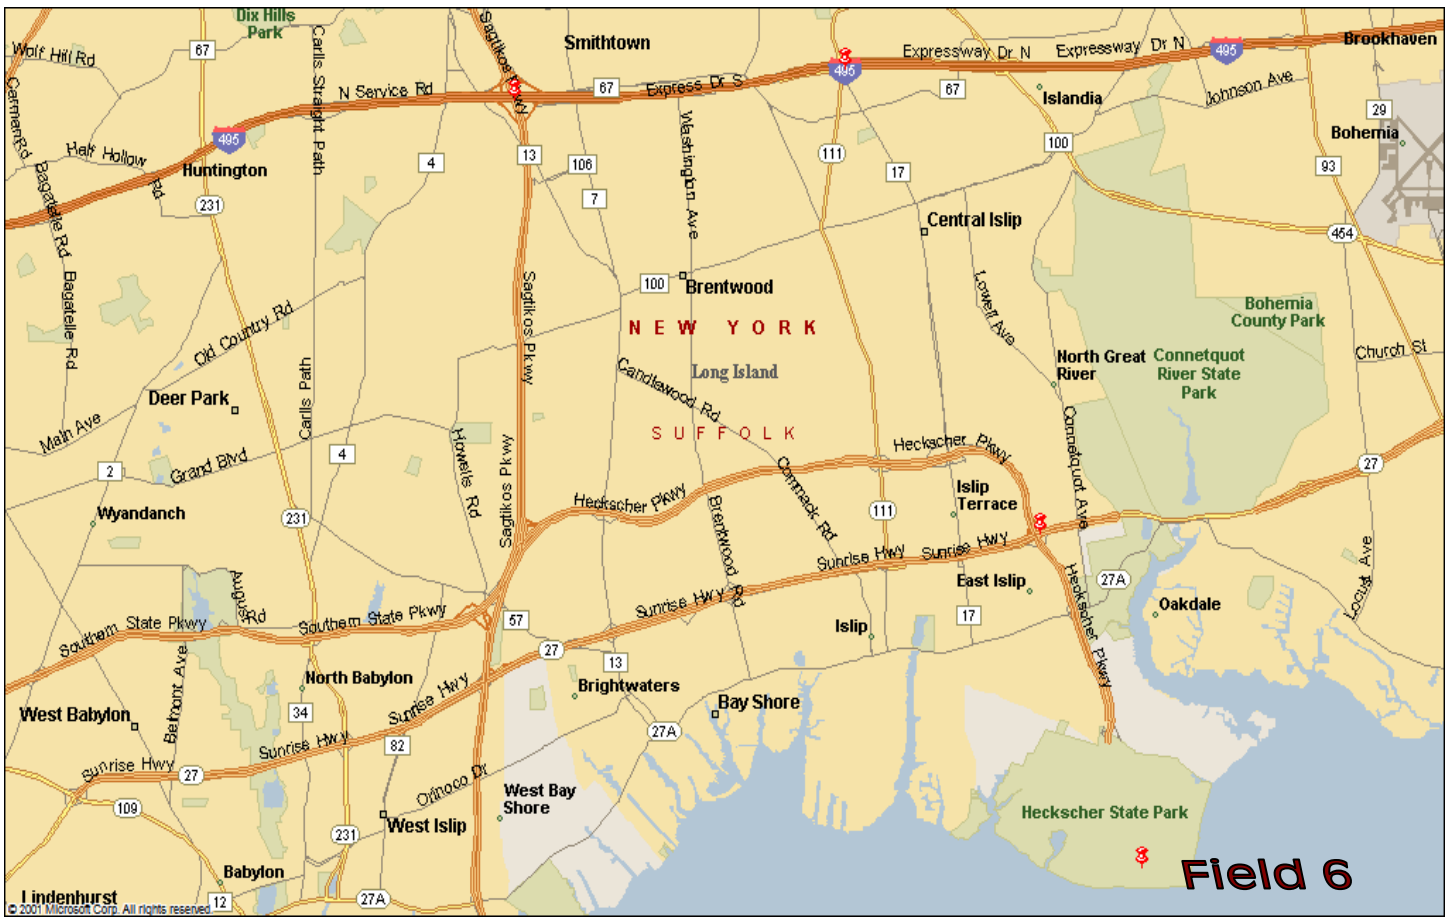 Dix Hills
Park
Smithtown
Expressway Dr N
Expressway Dr N
495
Brookhaven
Wolf Hill Rd
67
Carlls Straight Path
Sagtikos Pkwy
495
N Service Rd
67
Express Dr S
67
Islandia
Johnson Ave
29
Carman Rd
495
Half Hollow
Rd
Huntington
4
13
106
Washington Ave
111
17
100
Bohemia
93
7
231
Bagatelle Rd
Central Islip
454
Bagatelle Rd
Sagtikos Pkwy
100
Brentwood
Lowell Ave
Bohemia
County Park
Old Country Rd
NEW YORK
North Great
River
Connetquot
River State
Park
Church St
Long Island
Candlewood Rd
Deer Park
Carlls Path
Main Ave
SUFFOLK
Heckscher Pkwy
Connetquot Ave
Howells Rd
Sagtikos Pkwy
Grand Blvd
4
2
Commack Rd
27
Islip
Terrace
Heckscher Pkwy
Wyandanch
231
Brentwood Rd
111
Sunrise Hwy
Sunrise Hwy
Locust Ave
East Islip
27A
August Rd
Sunrise Hwy
Heckscher Pkwy
Oakdale
Southern State Pkwy
Southern State Pkwy
57
17
Islip
27
13
Belmont Ave
North Babylon
Brightwaters
Sunrise Hwy
Bay Shore
West Babylon
34
27A
Sunrise Hwy
82
Sunrise Hwy
27
Orinoco Dr
West Bay
Shore
109
West Islip
231
Heckscher State Park
Babylon
Field 6
Lindenhurst
12
27A
© 2001 Microsoft Corp. All rights reserved.